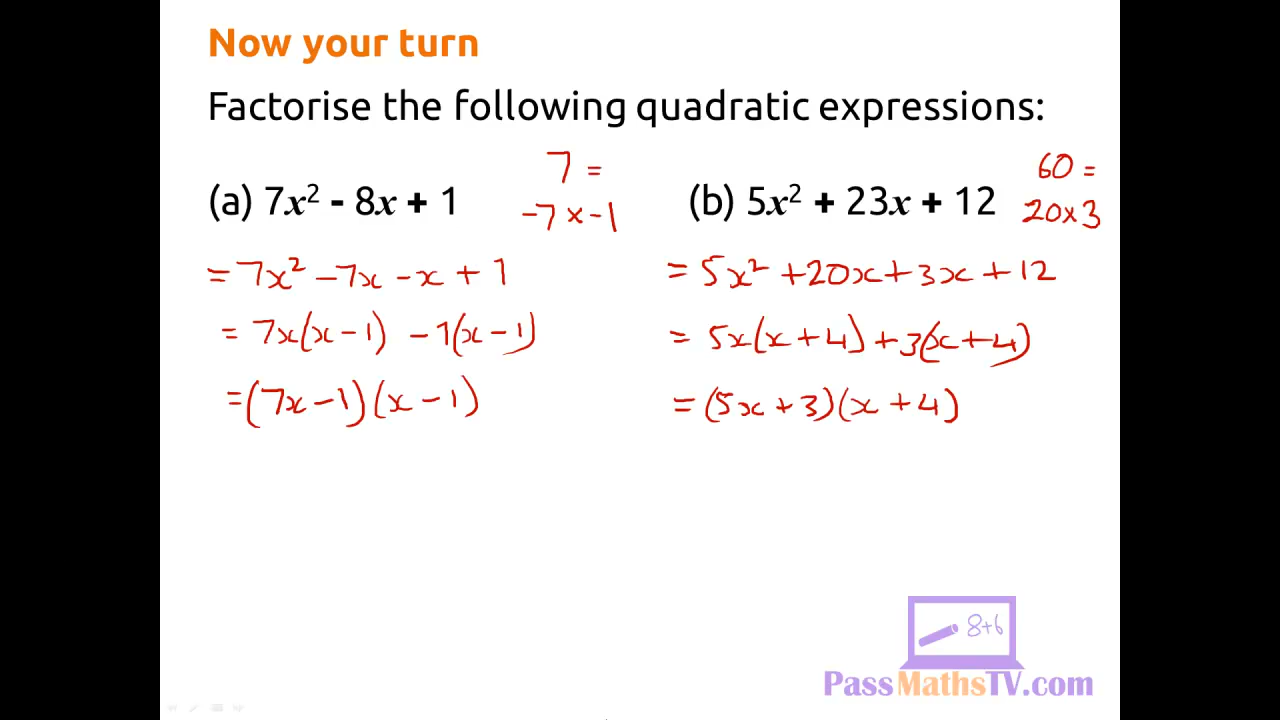 Now your turn
Factorise the following quadratic expressions:
(a) 7x² - 8x + 1
7 =
-7 × -1
= 7x² - 7x - x + 1
= 7x(x - 1) - 1(x - 1)
= (7x - 1)(x - 1)
(b) 5x² + 23x + 12
60 =
20 × 3
= 5x² + 20x + 3x + 12
= 5x(x + 4) + 3(x + 4)
= (5x + 3)(x + 4)
8+6
PassMathsTV.com